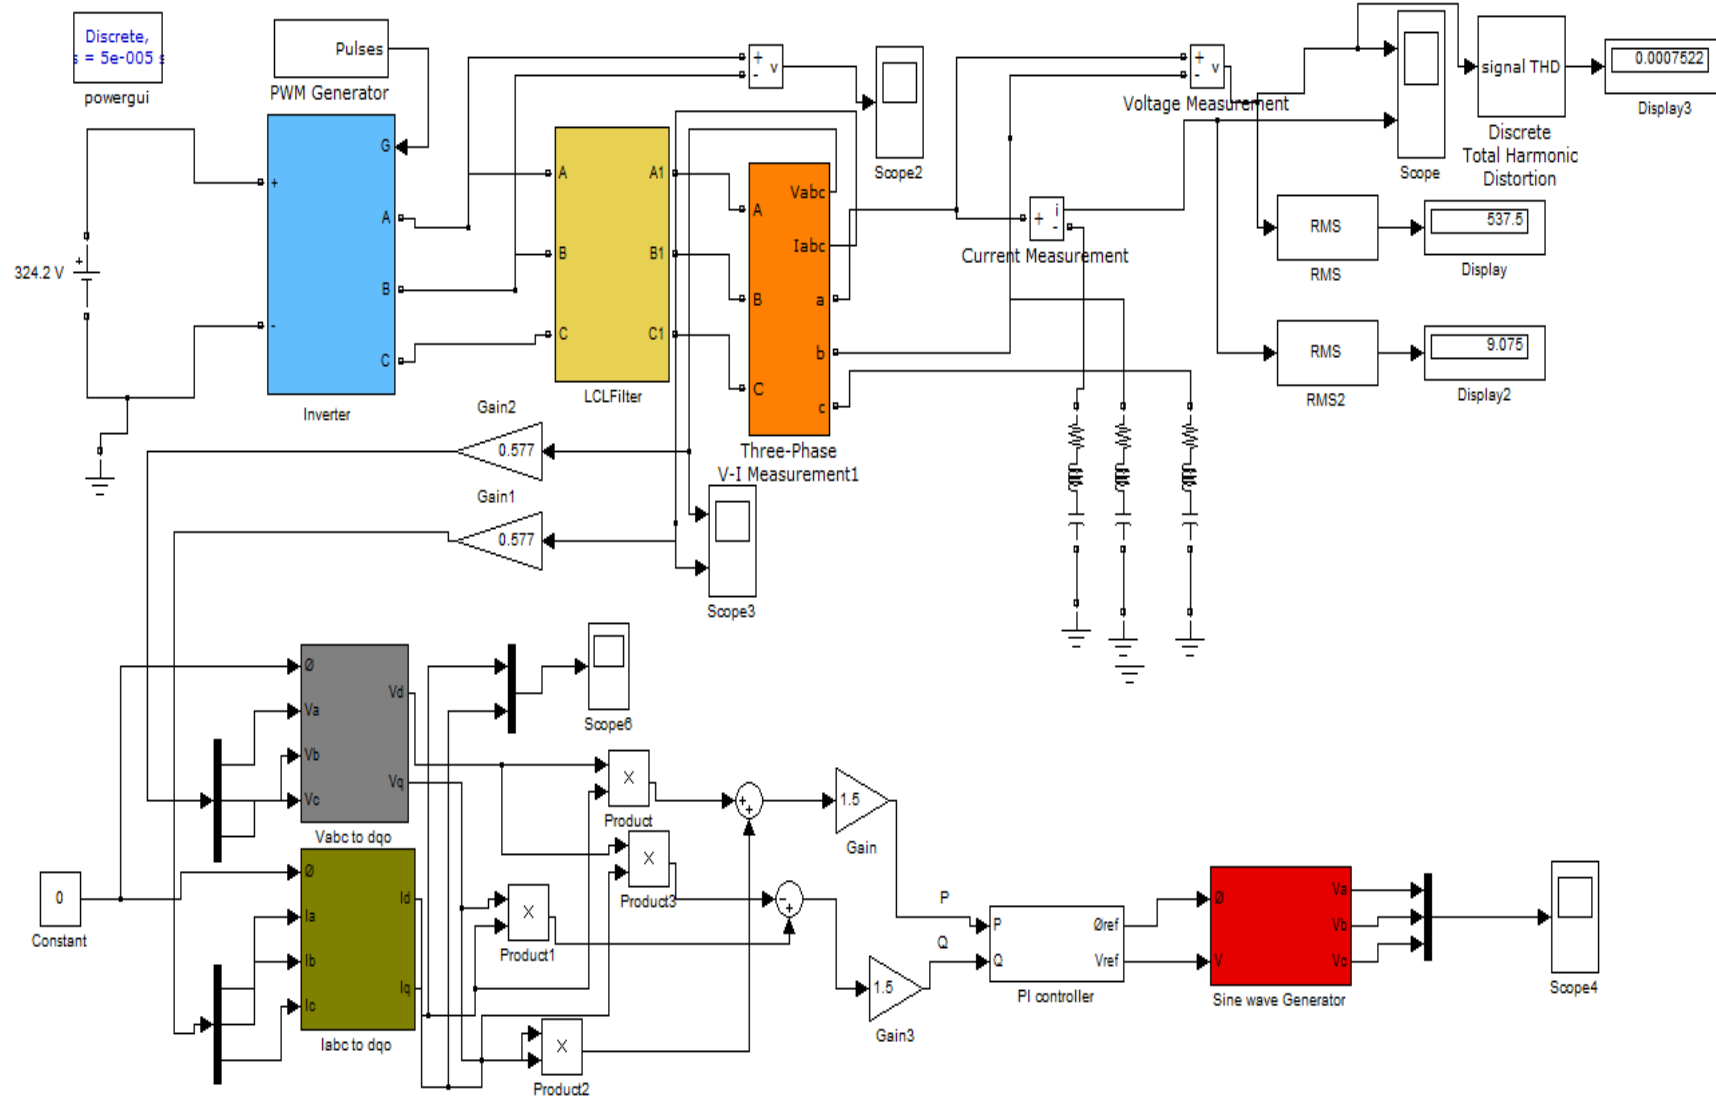 Discrete,
s = 5e-005 s
powergui
Pulses
PWM Generator
324.2 V
G
+
A
B
-
C
Inverter
A
B
C
A1
B1
C1
LCLFilter
+
-
v
Scope2
A
B
C
Vabc
Iabc
a
b
c
Three-Phase
V-I Measurement1
+
-
v
Voltage Measurement
+
i
-
Current Measurement
Scope
signal THD
Discrete
Total Harmonic
Distortion
0.0007522
Display3
RMS
RMS
537.5
Display
RMS
RMS2
9.075
Display2
Gain2
0.577
Gain1
0.577
Scope3
Ø
Va
Vb
Vc
Vd
Vq
Vabc to dqo
Scope6
0
Constant
Ø
Ia
Ib
Ic
Id
Iq
Iabc to dqo
×
Product
×
Product3
×
Product1
×
Product2
+
+
-
+
1.5
Gain
1.5
Gain3
P
Q
P
Q
Øref
Vref
PI controller
Ø
V
Va
Vb
Vc
Sine wave Generator
Scope4